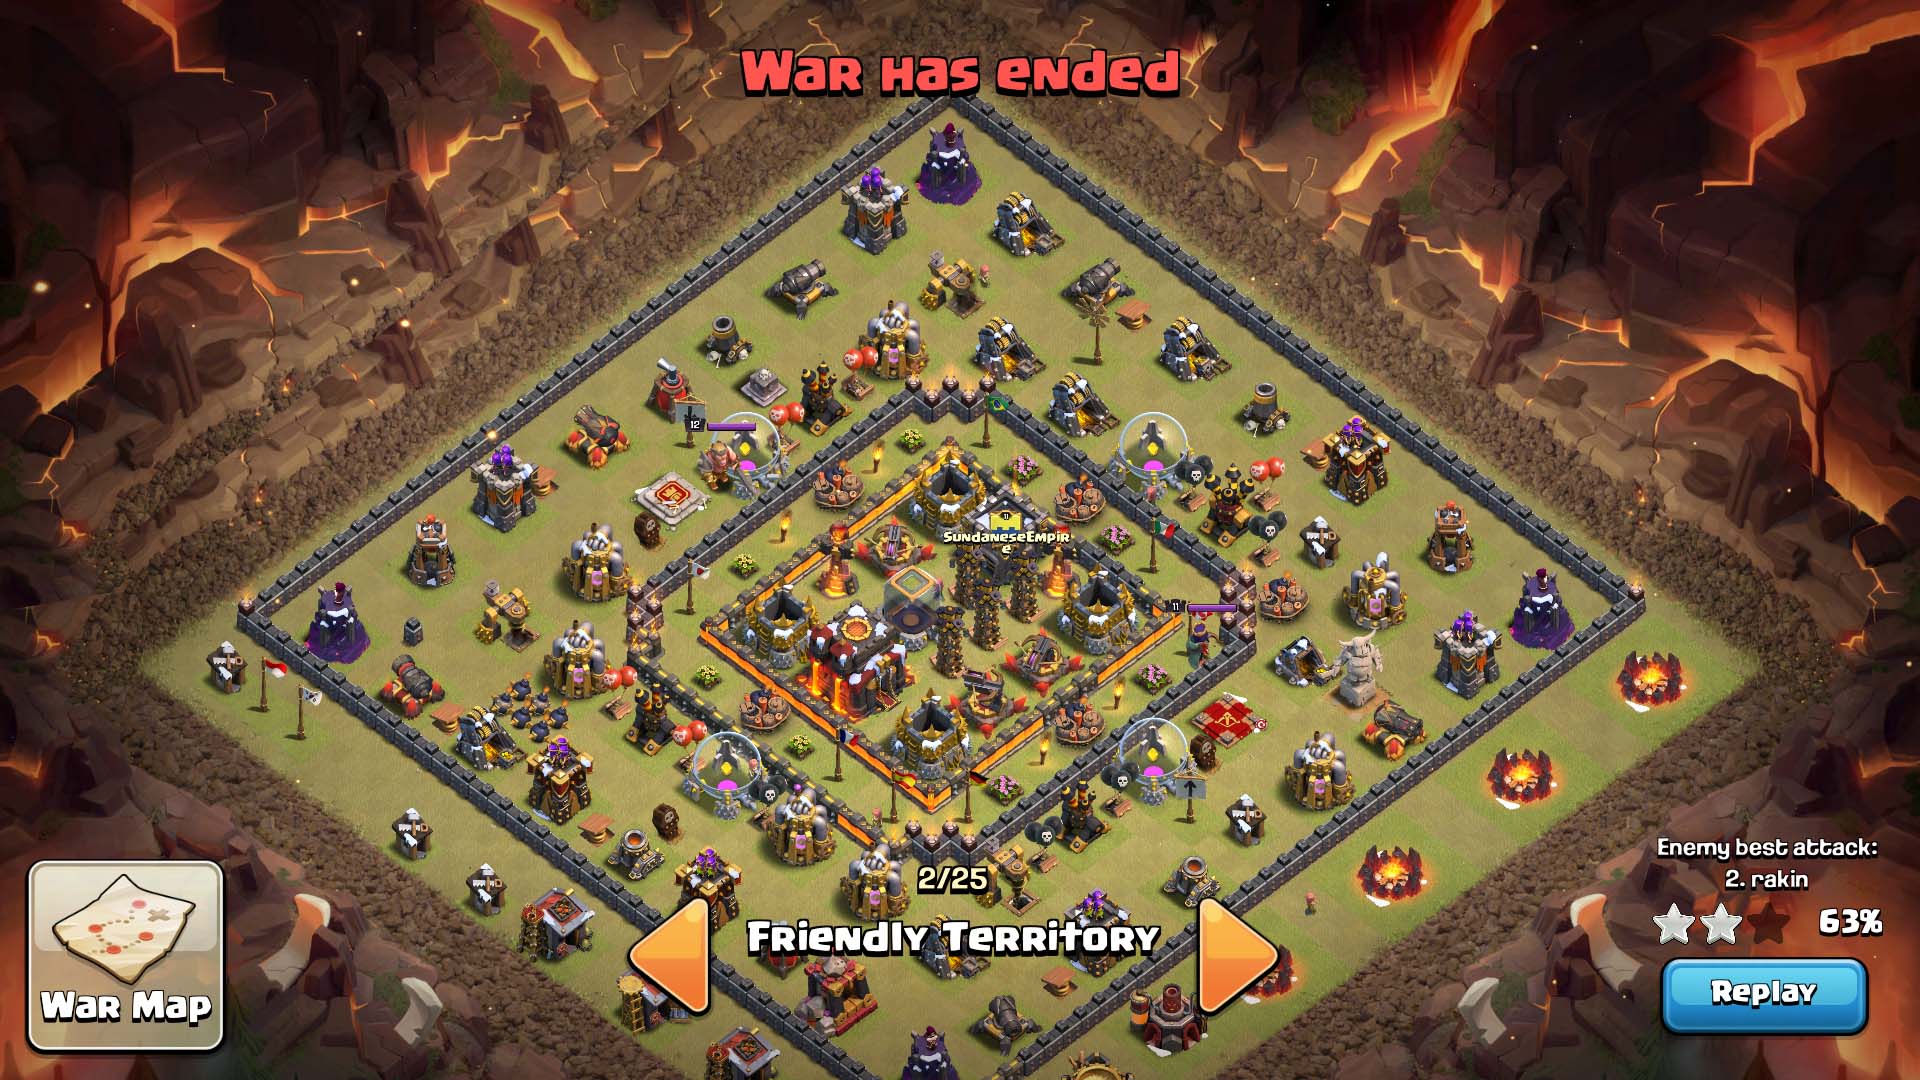 War has ended
12
11
SundaneseEmpir
e
11
2/25
Friendly Territory
War Map
Enemy best attack:
2. rakin
63%
Replay